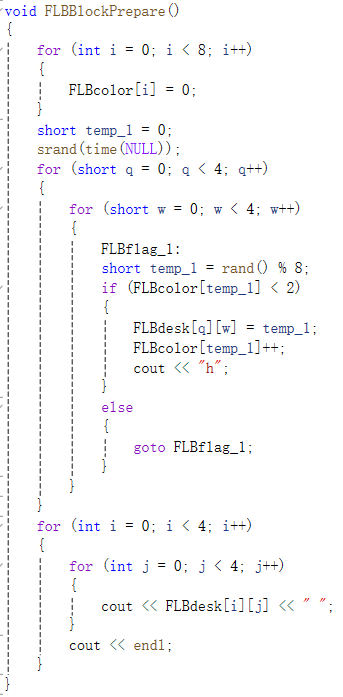 void FLBBlockPrepare()
{
for (int i = 0; i < 8; i++)
{
FLBcolor[i] = 0;
}
short temp_1 = 0;
srand(time(NULL));
for (short q = 0; q < 4; q++)
{
for (short w = 0; w < 4; w++)
{
FLBflag_1:
short temp_1 = rand() % 8;
if (FLBcolor[temp_1] < 2)
{
FLBdesk[q][w] = temp_1;
FLBcolor[temp_1]++;
cout << "h";
}
else
{
goto FLBflag_1;
}
}
}
for (int i = 0; i < 4; i++)
{
for (int j = 0; j < 4; j++)
{
cout << FLBdesk[i][j] << " ";
}
cout << endl;
}
}